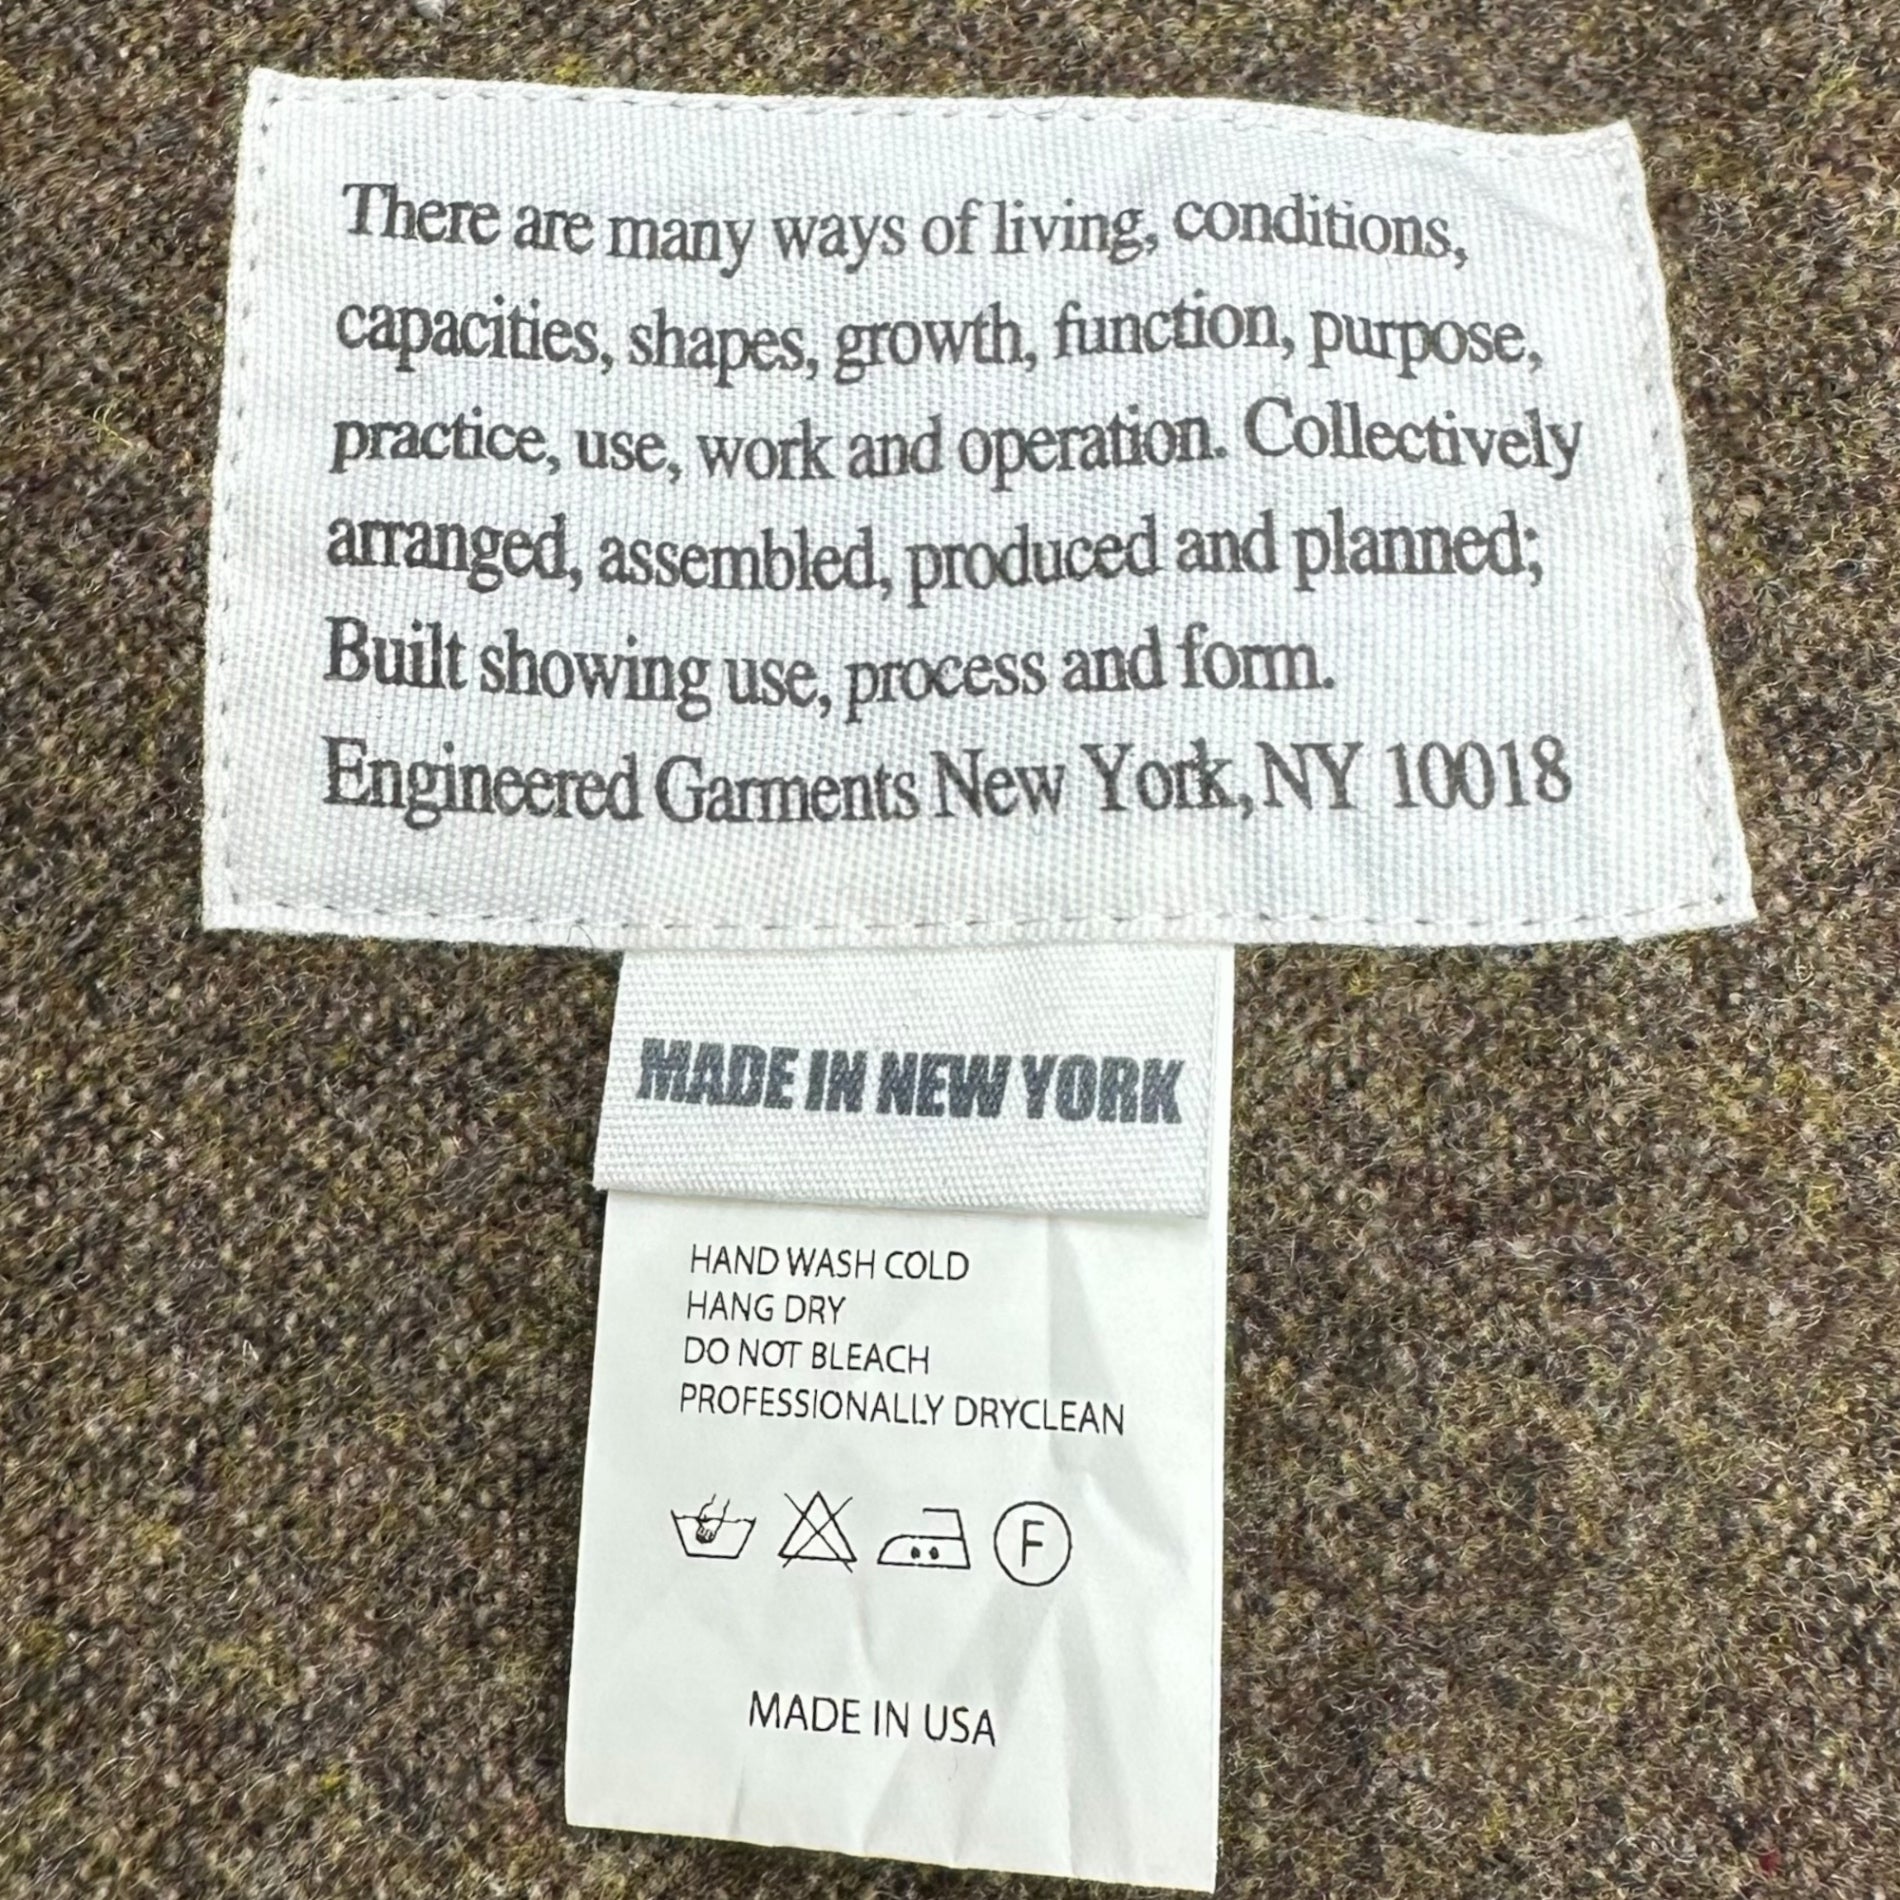 There are many ways of living, conditions,
capacities, shapes, growth, function, purpose,
practice, use, work and operation. Collectively
arranged, assembled, produced and planned;
Built showing use, process and form.
Engineered Garments New York, NY 10018
MADE IN NEW YORK
HAND WASH COLD
HANG DRY
DO NOT BLEACH
PROFESSIONALLY DRYCLEAN
F
MADE IN USA